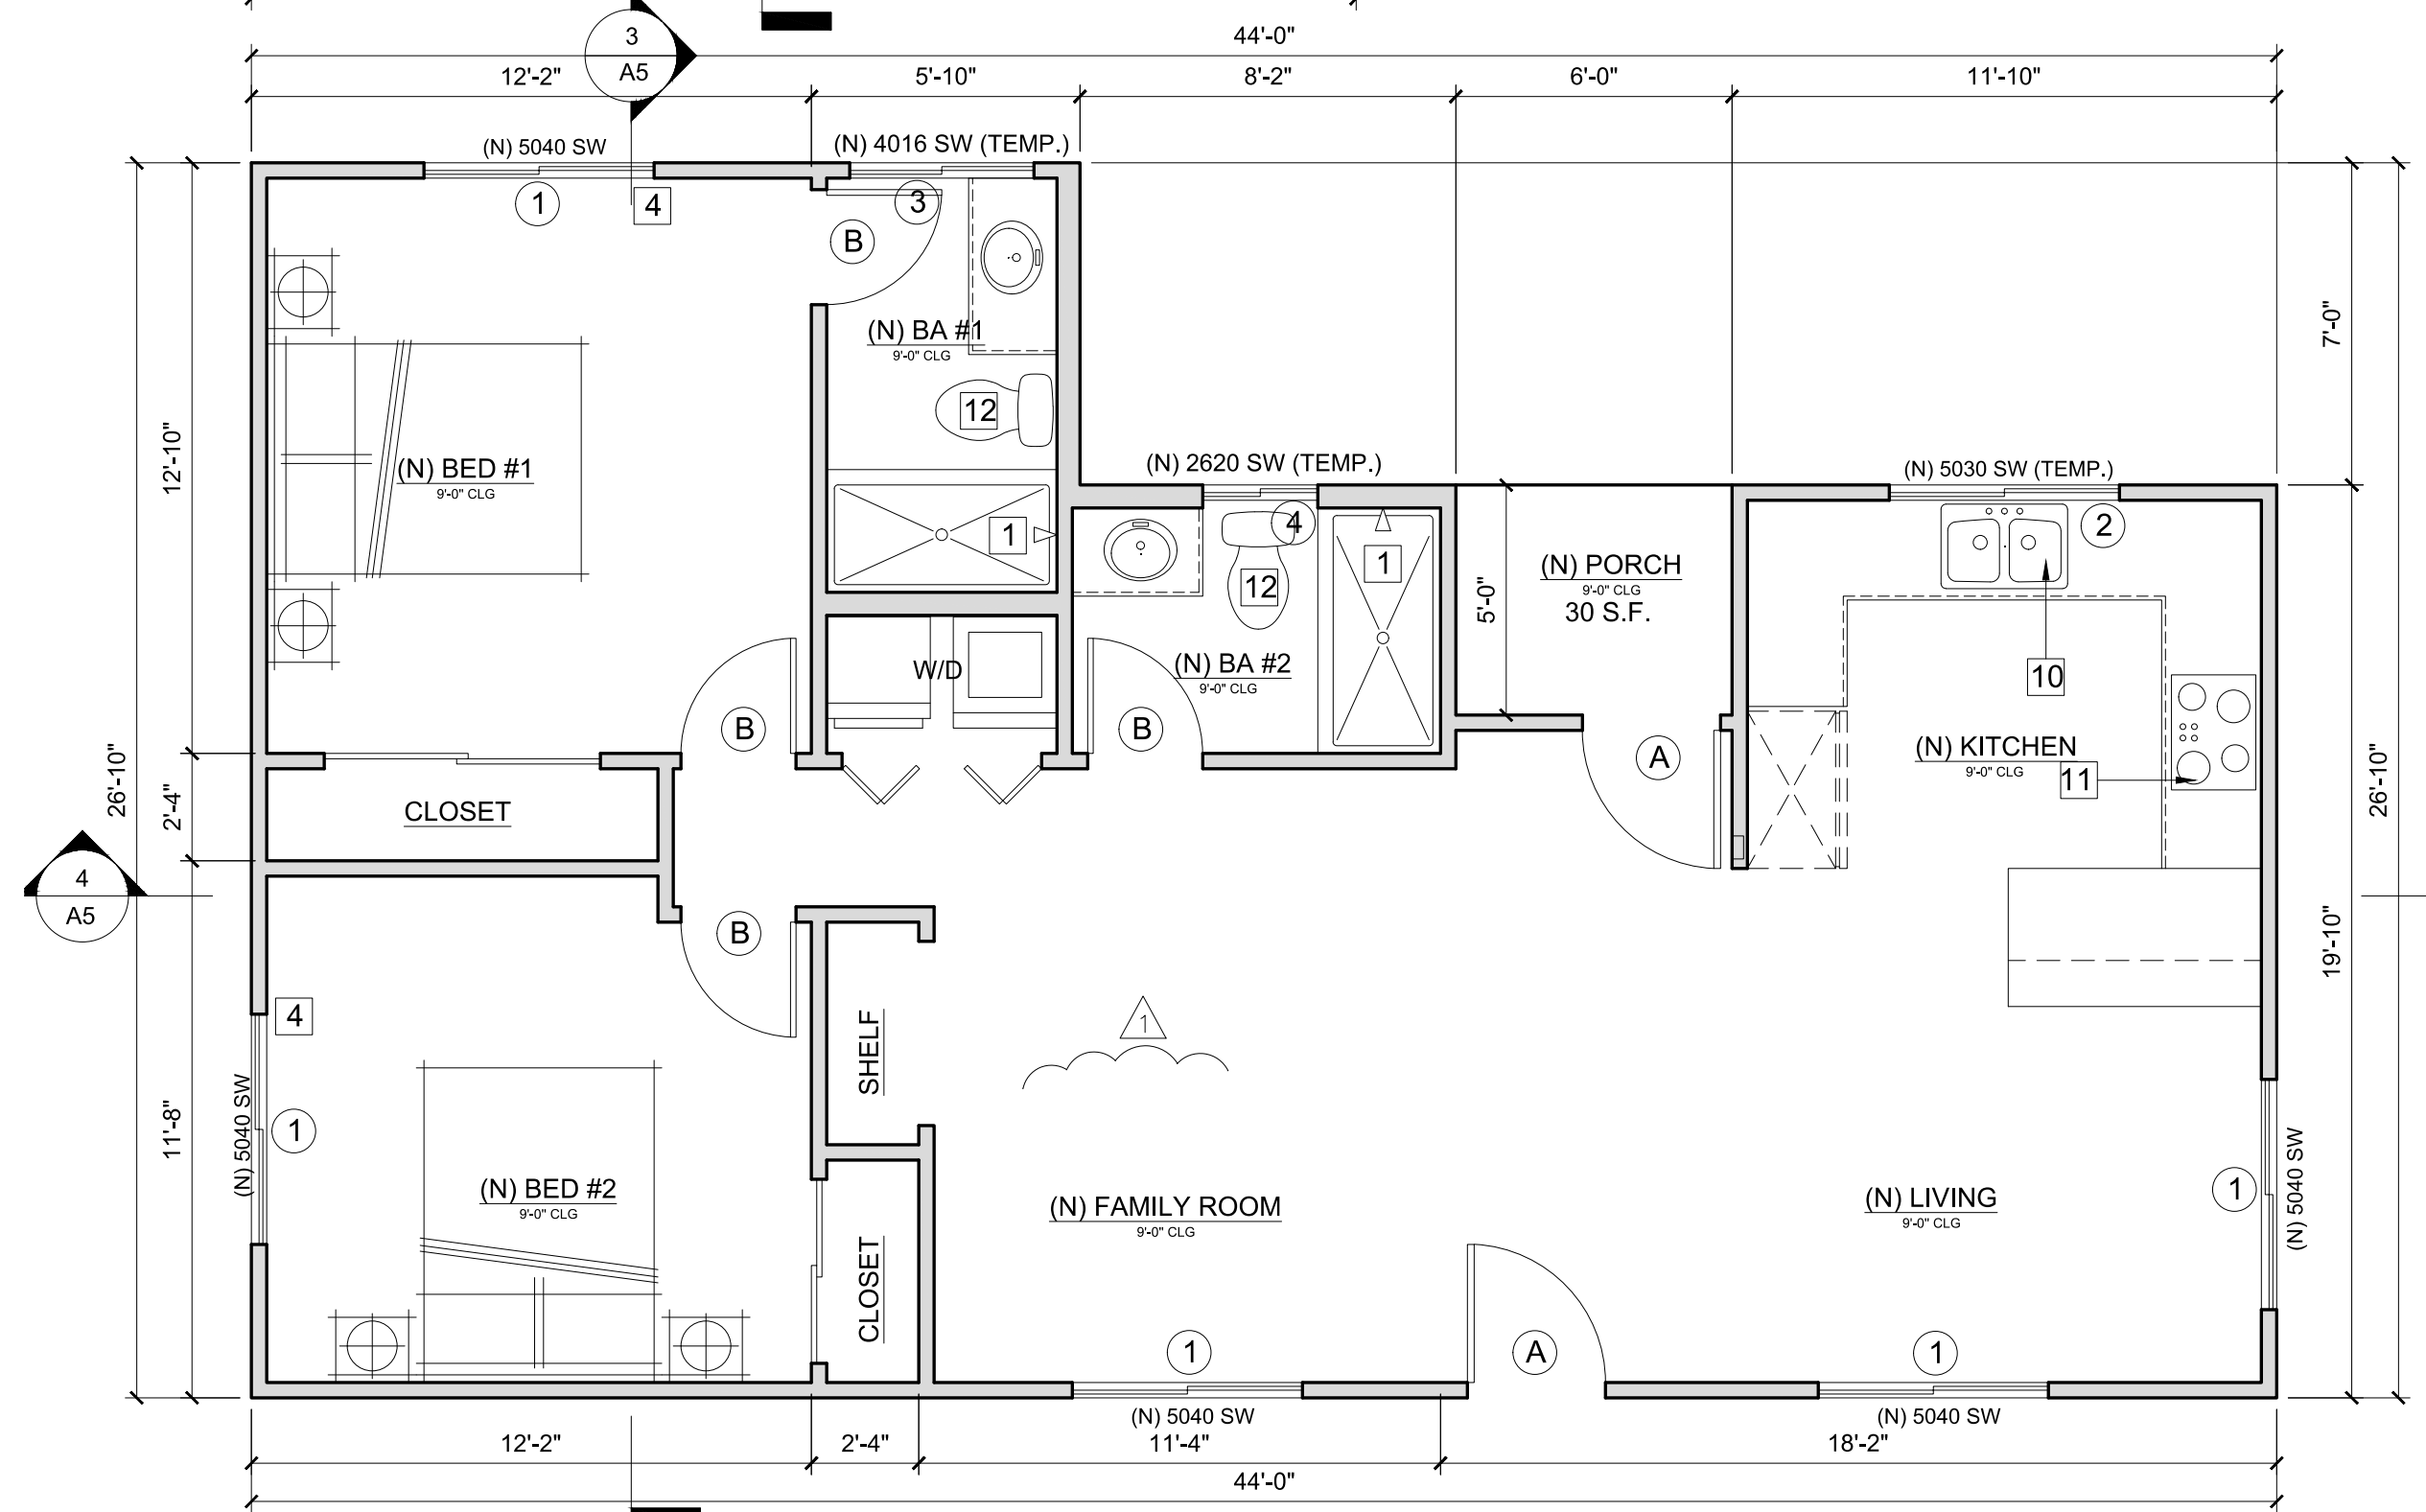 3
A5
44'-0"
12'-2"
5'-10"
8'-2"
6'-0"
11'-10"
(N) 5040 SW
(N) 4016 SW (TEMP.)
1
4
3
B
(N) BA #1
9'-0" CLG
12
7'-0"
12'-10"
(N) BED #1
9'-0" CLG
(N) 2620 SW (TEMP.)
(N) 5030 SW (TEMP.)
1
4
12
1
5'-0"
(N) PORCH
9'-0" CLG
30 S.F.
2
W/D
(N) BA #2
9'-0" CLG
10
B
B
A
(N) KITCHEN
9'-0" CLG
11
26'-10"
2'-4"
CLOSET
26'-10"
4
A5
B
19'-10"
4
SHELF
1
(N) 5040 SW
1
11'-8"
(N) BED #2
9'-0" CLG
(N) FAMILY ROOM
9'-0" CLG
(N) LIVING
9'-0" CLG
1
(N) 5040 SW
CLOSET
1
A
1
(N) 5040 SW
(N) 5040 SW
12'-2"
2'-4"
11'-4"
18'-2"
44'-0"